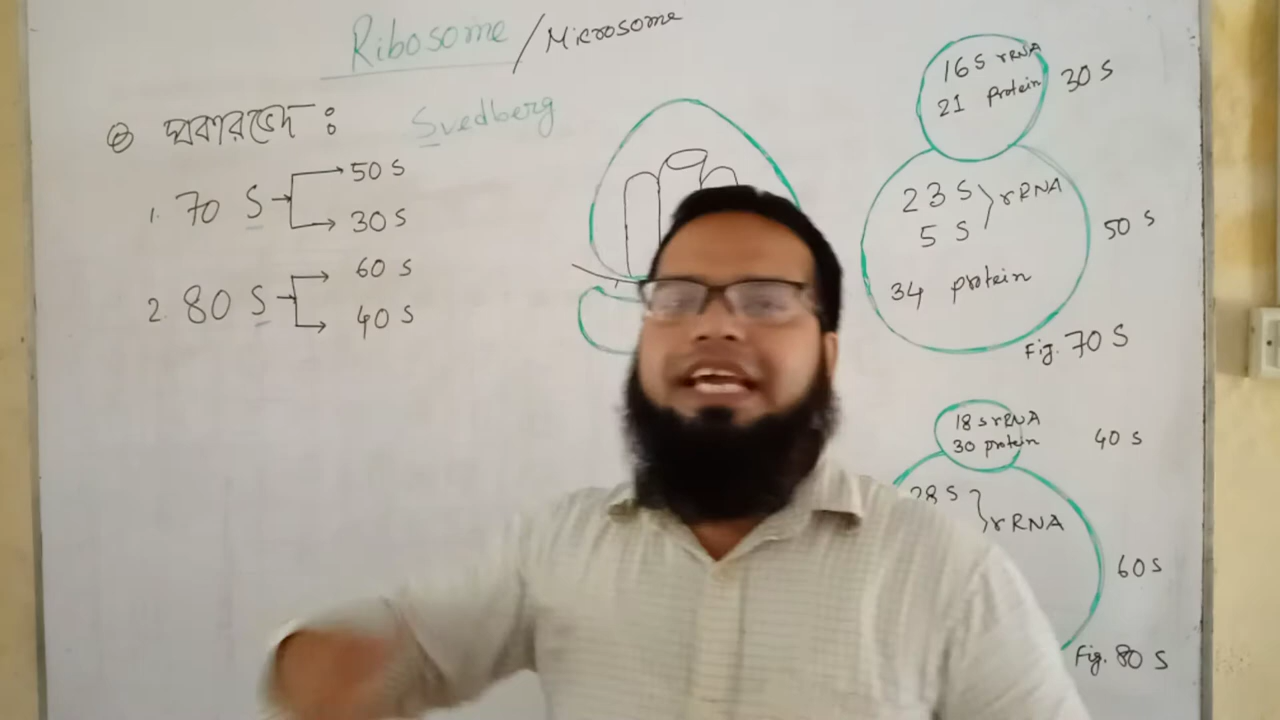 Ribosome / Microsome
প্রকারভেদ :
Svedberg
1. 70 S
50 S
30 S
2. 80 S
60 S
40 S
16 S rRNA
21 protein
30 S
23 S
5 S
rRNA
34 protein
50 S
Fig. 70 S
18 S rRNA
30 protein
40 S
28 S
rRNA
60 S
Fig. 80 S